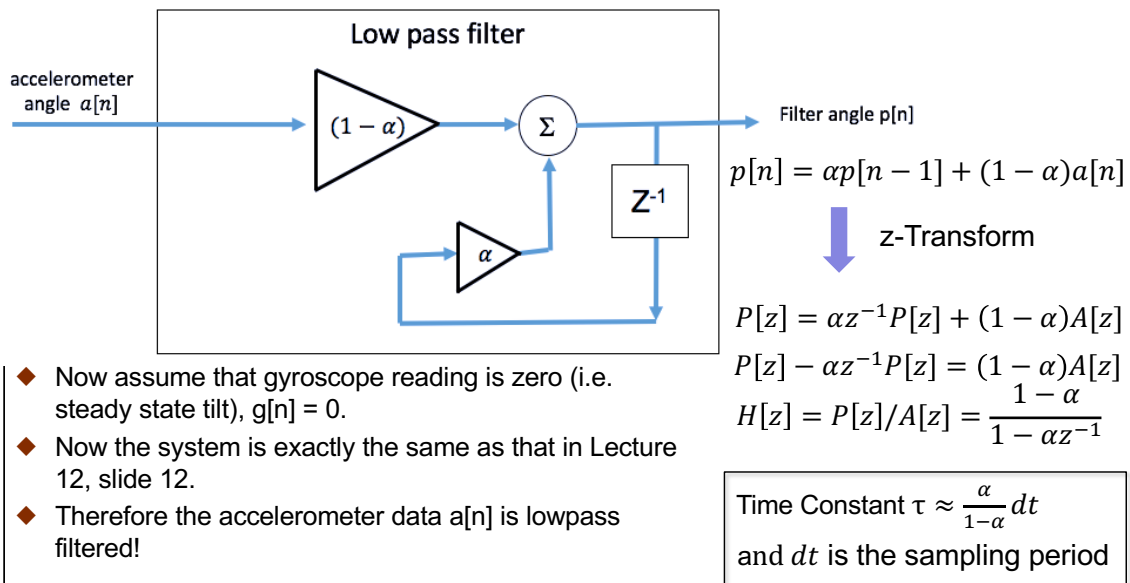 Low pass filter
accelerometer
angle a[n]
(1 − α)
Σ
Filter angle p[n]
Z⁻¹
α
p[n] = αp[n − 1] + (1 − α)a[n]
z-Transform
P[z] = αz⁻¹P[z] + (1 − α)A[z]
P[z] − αz⁻¹P[z] = (1 − α)A[z]
H[z] = P[z]/A[z] = (1 − α)/(1 − αz⁻¹)
◆ Now assume that gyroscope reading is zero (i.e.
steady state tilt), g[n] = 0.
◆ Now the system is exactly the same as that in Lecture
12, slide 12.
◆ Therefore the accelerometer data a[n] is lowpass
filtered!
Time Constant τ ≈ α/(1−α) dt
and dt is the sampling period